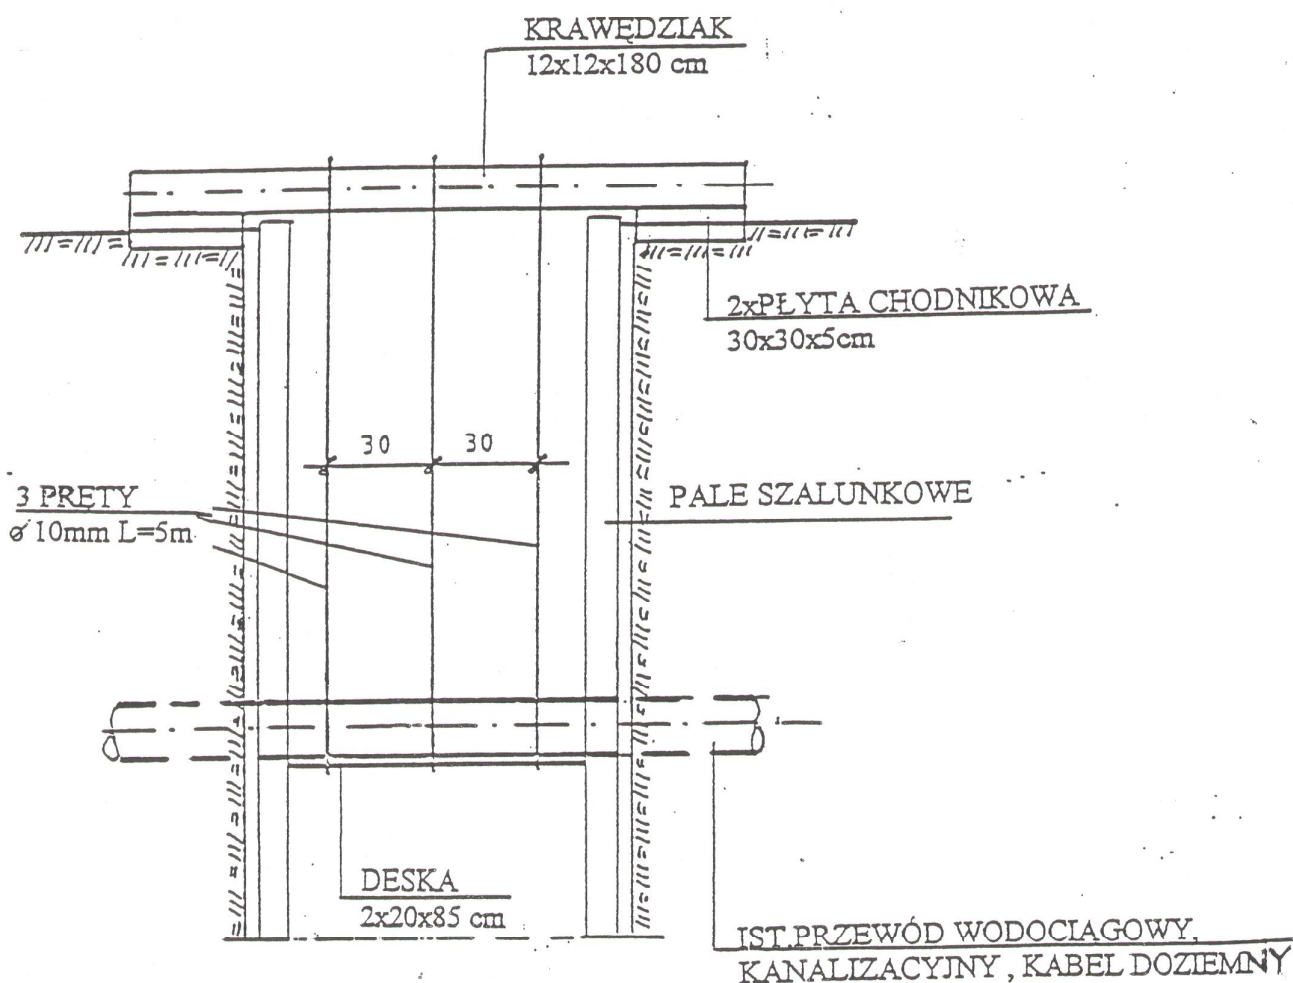 KRAWĘDZIAK
12x12x180 cm
2xPŁYTA CHODNIKOWA
30x30x5cm
30 30
3 PRĘTY
ø 10mm L=5m
PALE SZALUNKOWE
DESKA
2x20x85 cm
IST.PRZEWÓD WODOCIĄGOWY,
KANALIZACYJNY , KABEL DOZIEMNY